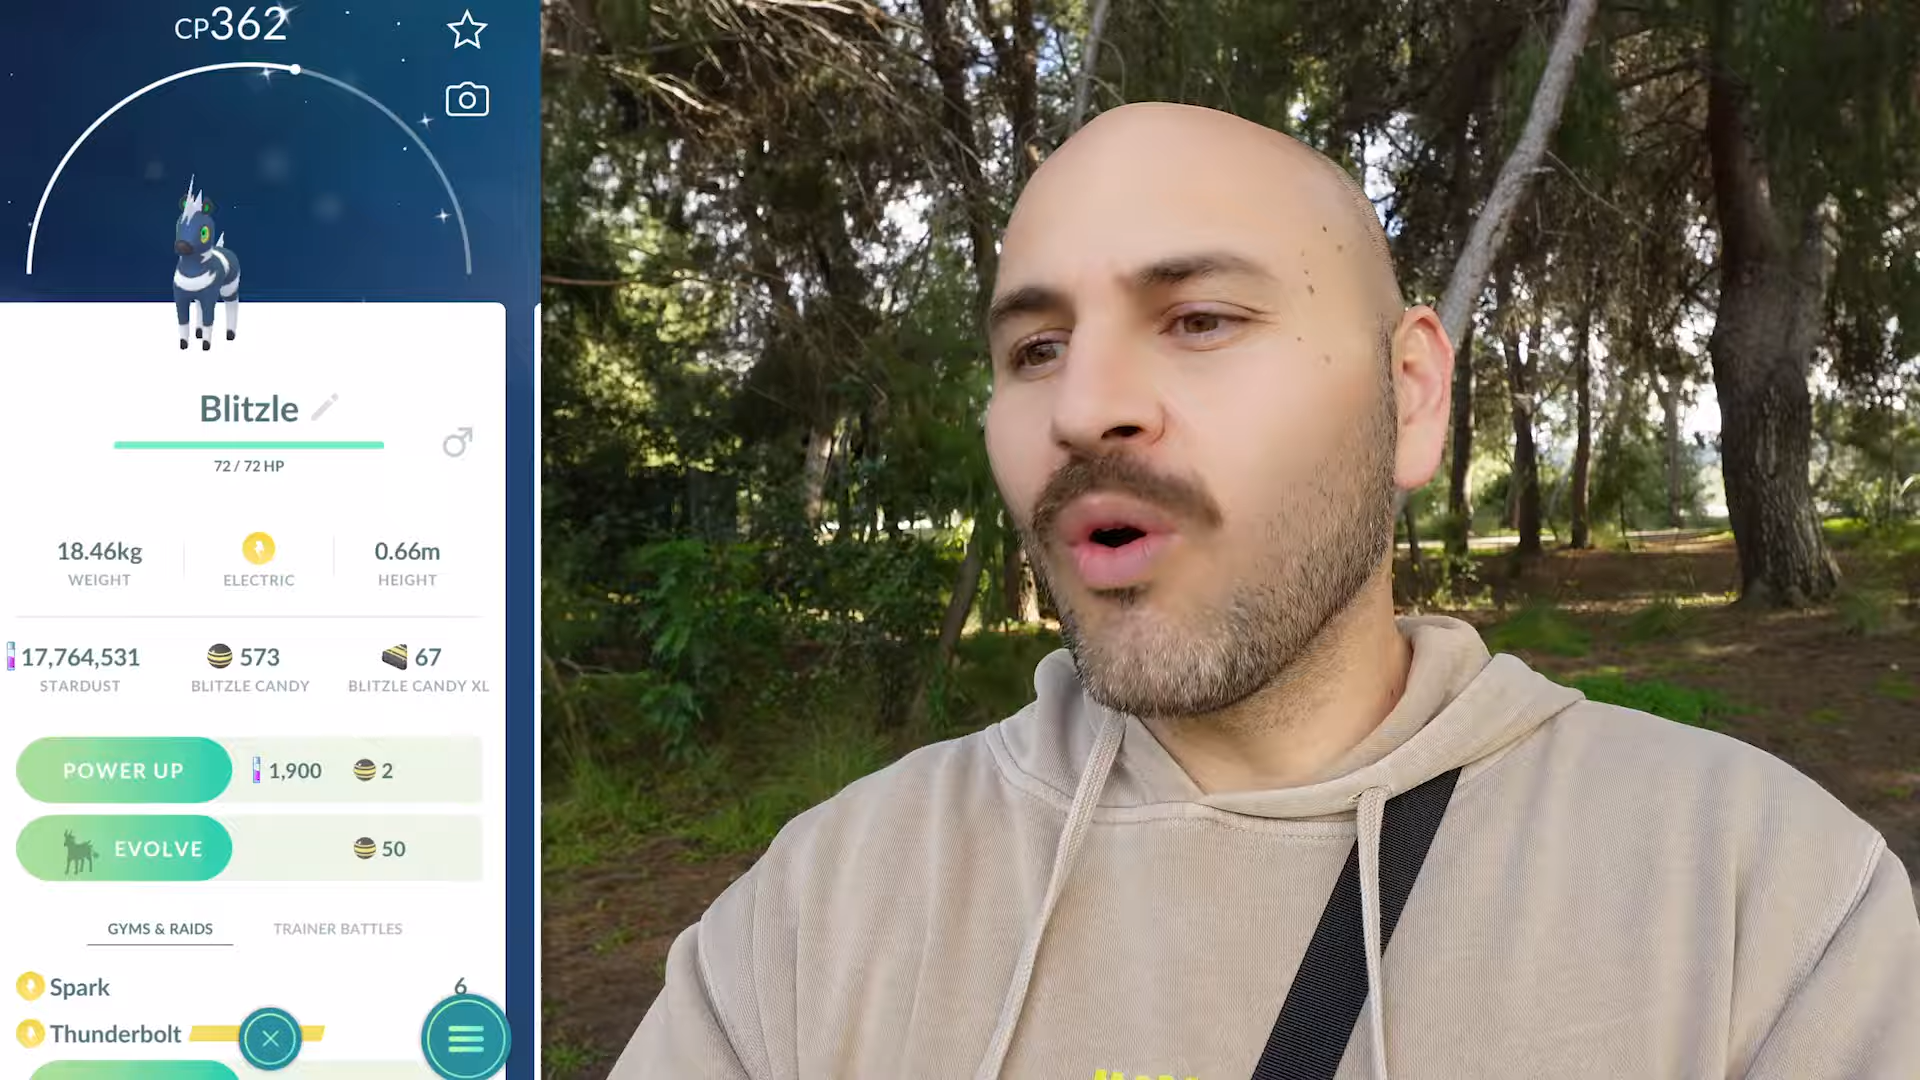 CP362
Blitzle
72 / 72 HP
18.46kg
WEIGHT
ELECTRIC
0.66m
HEIGHT
17,764,531
STARDUST
573
BLITZLE CANDY
67
BLITZLE CANDY XL
POWER UP 1,900 2
EVOLVE 50
GYMS & RAIDS TRAINER BATTLES
Spark 6
Thunderbolt